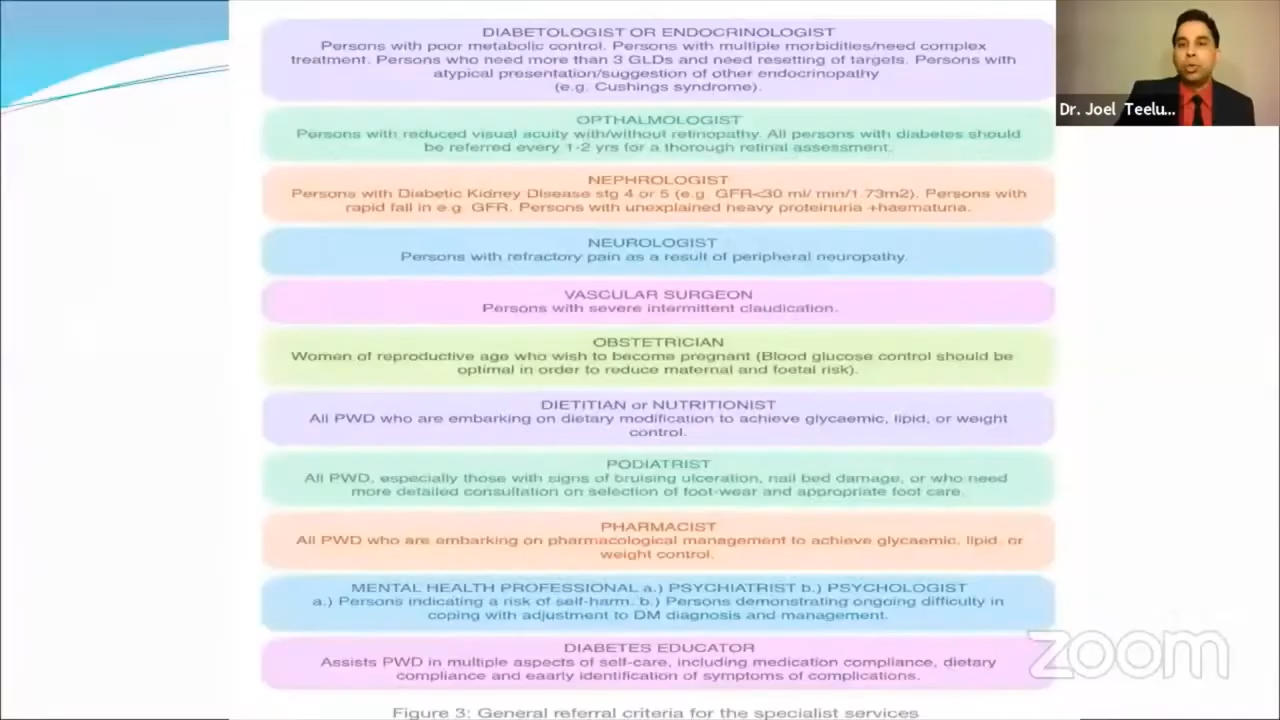 DIABETOLOGIST OR ENDOCRINOLOGIST
Persons with poor metabolic control. Persons with multiple morbidities/need complex
treatment. Persons who need more than 3 GLDs and need resetting of targets. Persons with
atypical presentation/suggestion of other endocrinopathy
(e.g. Cushings syndrome).
Dr. Joel Teelu...
OPTHALMOLOGIST
Persons with reduced visual acuity with/without retinopathy. All persons with diabetes should
be referred every 1-2 yrs for a thorough retinal assessment.
NEPHROLOGIST
Persons with Diabetic Kidney Disease stg 4 or 5 (e.g. GFR<30 ml/ min/1 73m2). Persons with
rapid fall in e.g. GFR. Persons with unexplained heavy proteinuria +haematuria.
NEUROLOGIST
Persons with refractory pain as a result of peripheral neuropathy.
VASCULAR SURGEON
Persons with severe intermittent claudication.
OBSTETRICIAN
Women of reproductive age who wish to become pregnant (Blood glucose control should be
optimal in order to reduce maternal and foetal risk).
DIETITIAN or NUTRITIONIST
All PWD who are embarking on dietary modification to achieve glycaemic, lipid, or weight
control.
PODIATRIST
All PWD, especially those with signs of bruising ulceration, nail bed damage, or who need
more detailed consultation on selection of foot-wear and appropriate foot care.
PHARMACIST
All PWD who are embarking on pharmacological management to achieve glycaemic, lipid, or
weight control.
MENTAL HEALTH PROFESSIONAL a.) PSYCHIATRIST b.) PSYCHOLOGIST
a.) Persons indicating a risk of self-harm. b.) Persons demonstrating ongoing difficulty in
coping with adjustment to DM diagnosis and management.
DIABETES EDUCATOR
Assists PWD in multiple aspects of self-care, including medication compliance, dietary
compliance and eaarly identification of symptoms of complications.
zoom
Figure 3: General referral criteria for the specialist services